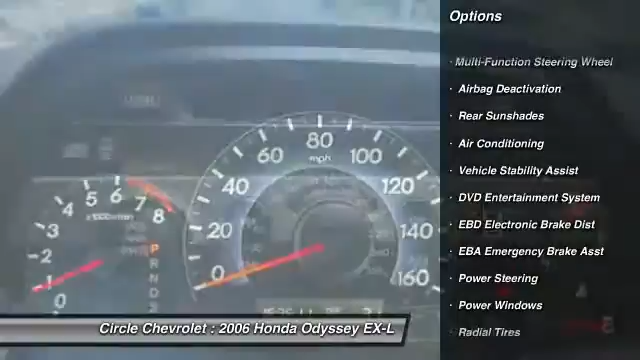 Options
· Multi-Function Steering Wheel
· Airbag Deactivation
· Rear Sunshades
· Air Conditioning
· Vehicle Stability Assist
· DVD Entertainment System
· EBD Electronic Brake Dist
· EBA Emergency Brake Asst
· Power Steering
· Power Windows
· Radial Tires
0 1 2 3 4 5 6 7 8
P
R
N
D
0 20 40 60 80 100 120 140 160
mph
Circle Chevrolet : 2006 Honda Odyssey EX-L